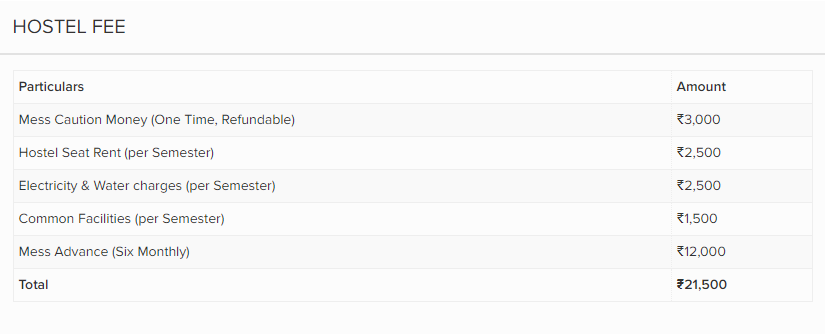 HOSTEL FEE
Particulars Amount
Mess Caution Money (One Time, Refundable) ₹3,000
Hostel Seat Rent (per Semester) ₹2,500
Electricity & Water charges (per Semester) ₹2,500
Common Facilities (per Semester) ₹1,500
Mess Advance (Six Monthly) ₹12,000
Total ₹21,500